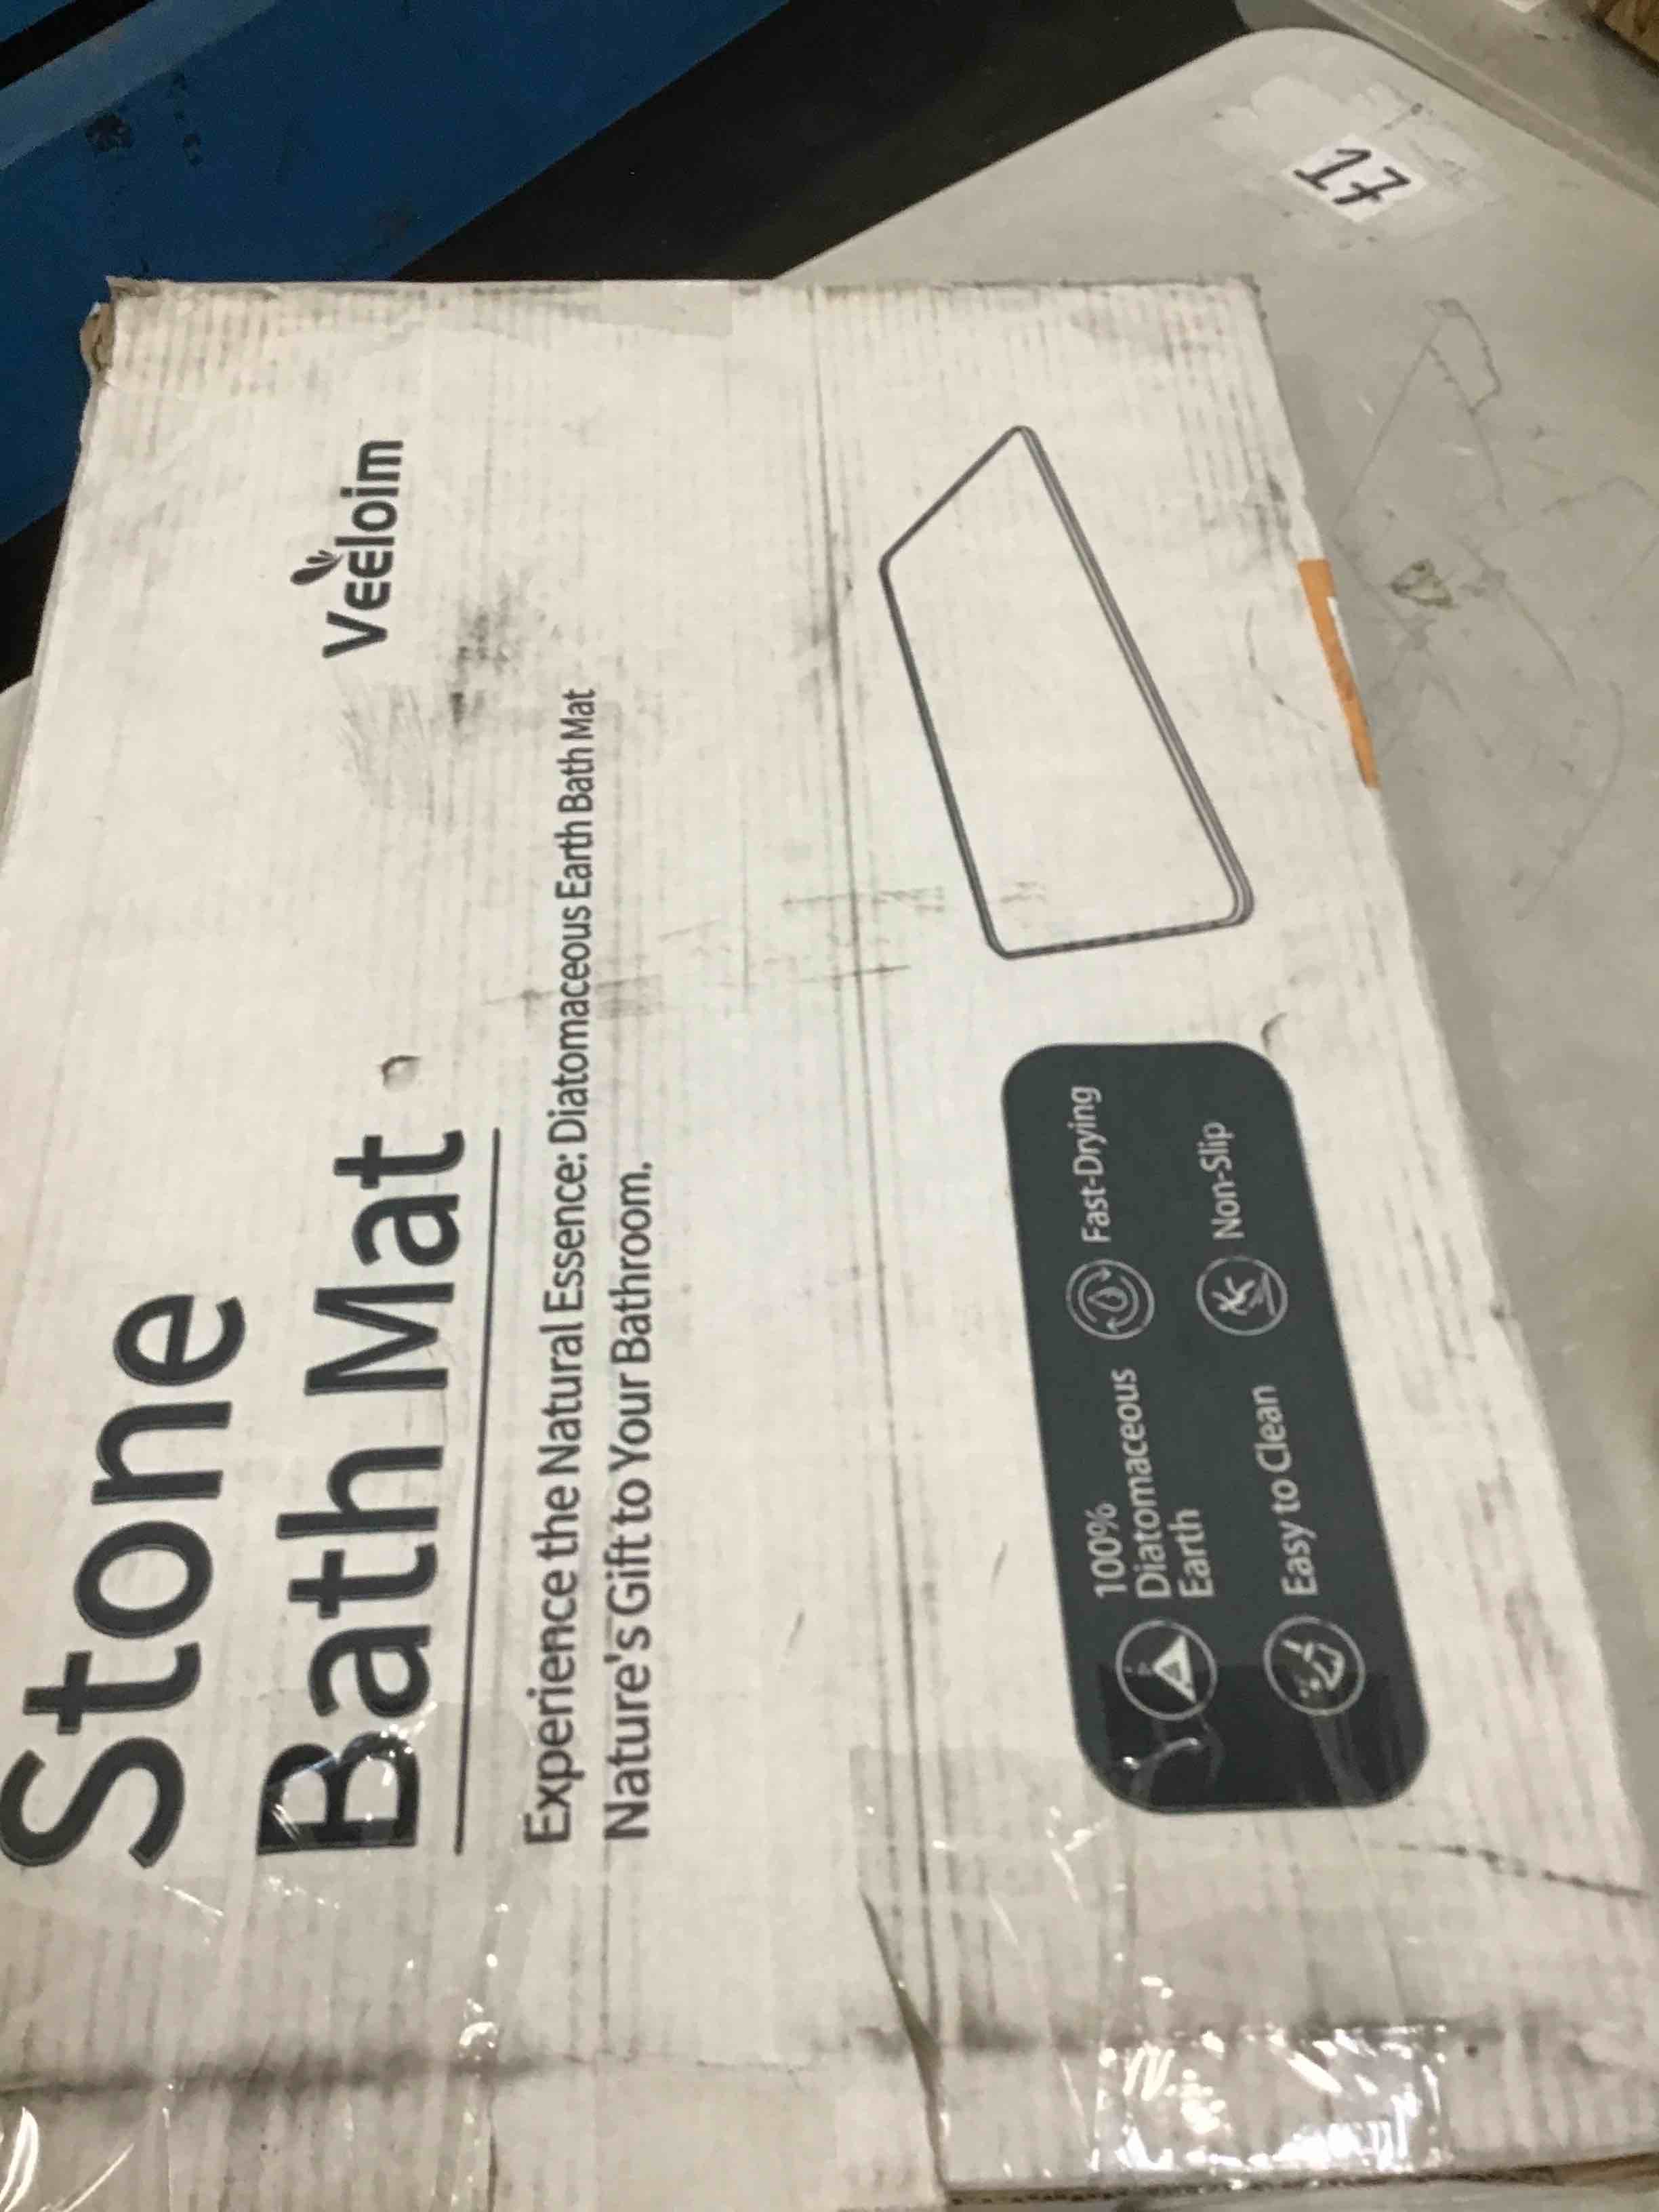 Veeloim
Stone
Bath Mat
Experience the Natural Essence: Diatomaceous Earth Bath Mat
Nature's Gift to Your Bathroom.
100%
Diatomaceous
Earth
Fast-Drying
Easy to Clean
Non-Slip
17